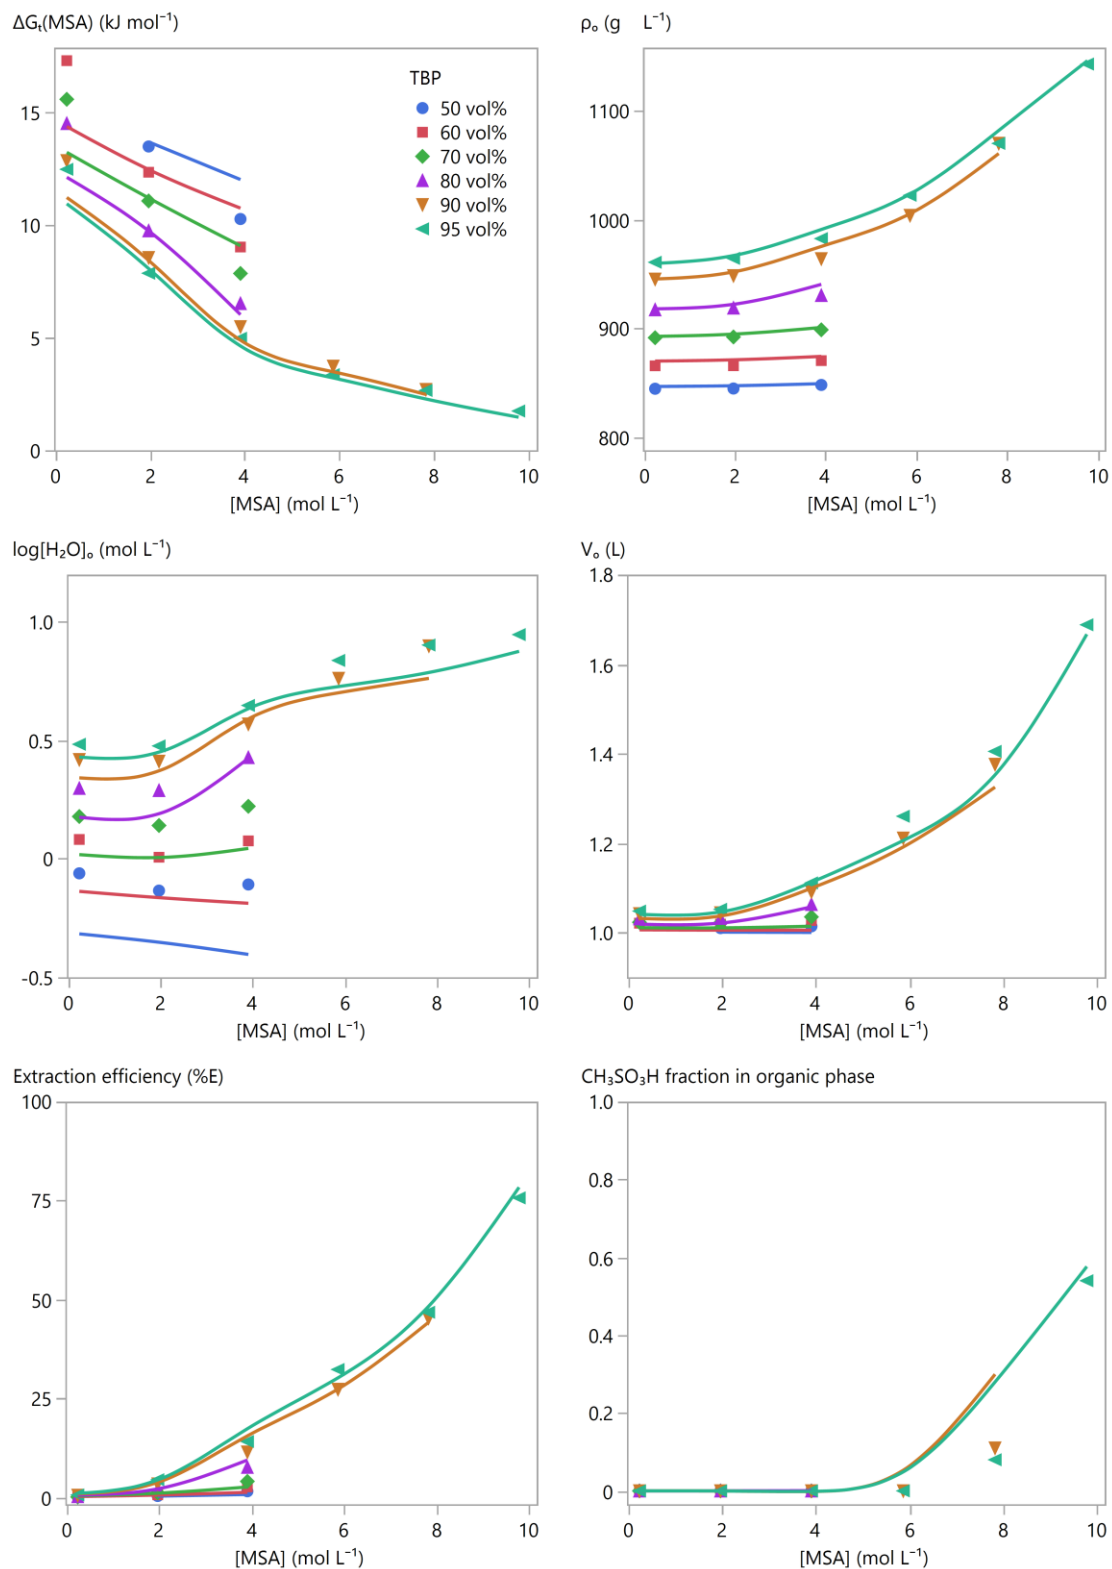 ΔGₜ(MSA) (kJ mol⁻¹)
15
10
5
0
0 2 4 6 8 10
[MSA] (mol L⁻¹)
TBP
50 vol%
60 vol%
70 vol%
80 vol%
90 vol%
95 vol%
ρₒ (g L⁻¹)
1100
1000
900
800
0 2 4 6 8 10
[MSA] (mol L⁻¹)
log[H₂O]ₒ (mol L⁻¹)
1.0
0.5
0
-0.5
0 2 4 6 8 10
[MSA] (mol L⁻¹)
Vₒ (L)
1.8
1.6
1.4
1.2
1.0
0 2 4 6 8 10
[MSA] (mol L⁻¹)
Extraction efficiency (%E)
100
75
50
25
0
0 2 4 6 8 10
[MSA] (mol L⁻¹)
CH₃SO₃H fraction in organic phase
1.0
0.8
0.6
0.4
0.2
0
0 2 4 6 8 10
[MSA] (mol L⁻¹)